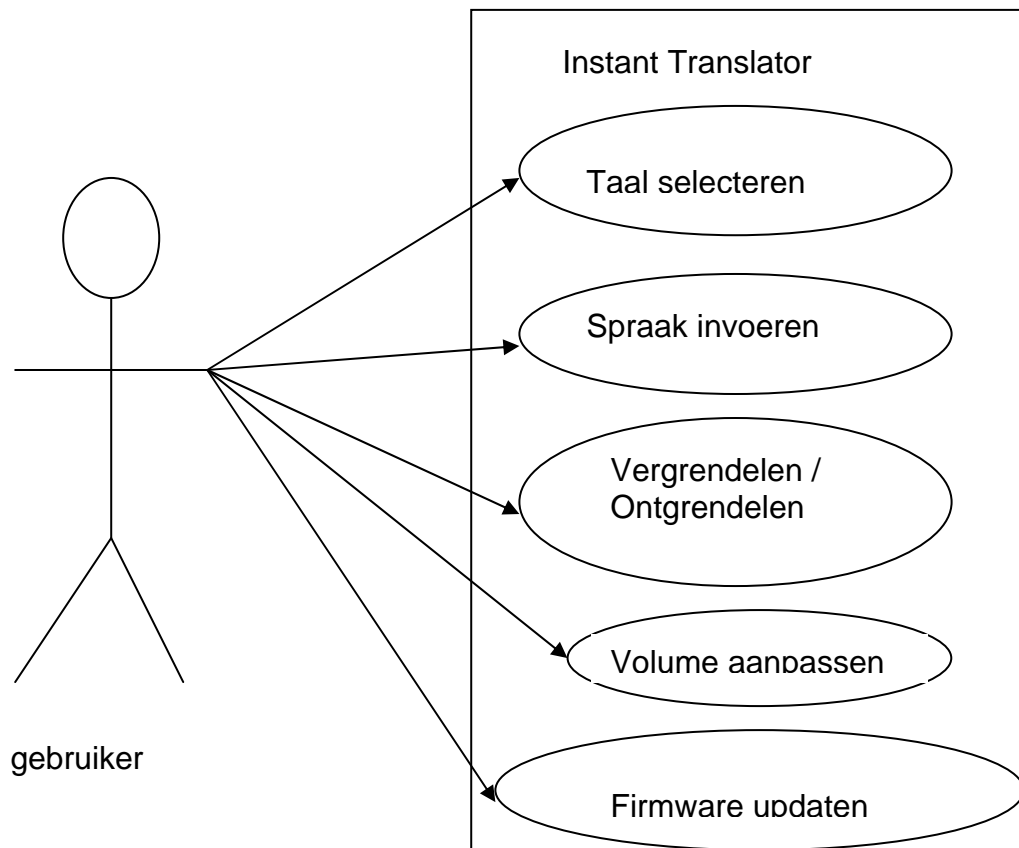 Instant Translator
Taal selecteren
Spraak invoeren
Vergrendelen /
Ontgrendelen
Volume aanpassen
gebruiker
Firmware updaten